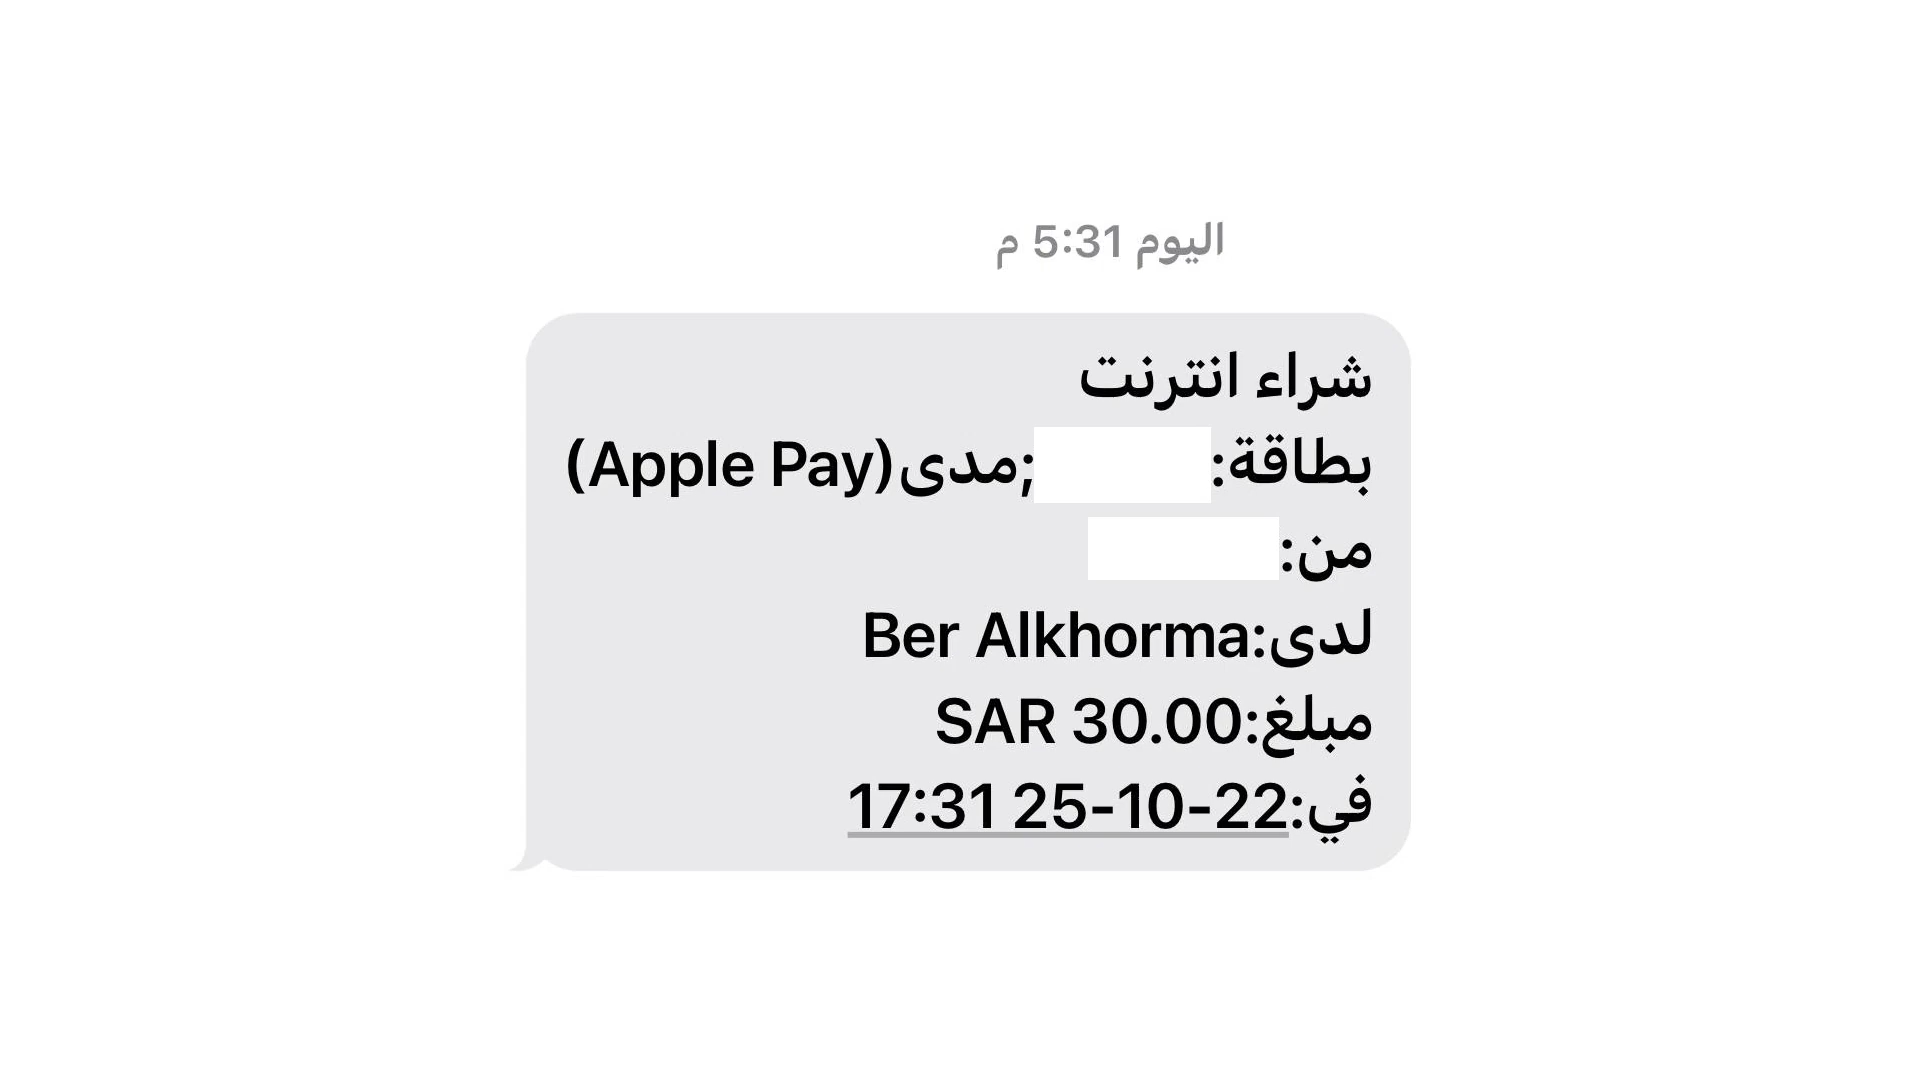 اليوم 5:31 م
شراء انترنت
بطاقة:;مدى(Apple Pay)
من:
لدى:Ber Alkhorma
مبلغ:SAR 30.00
في:22-10-25 17:31